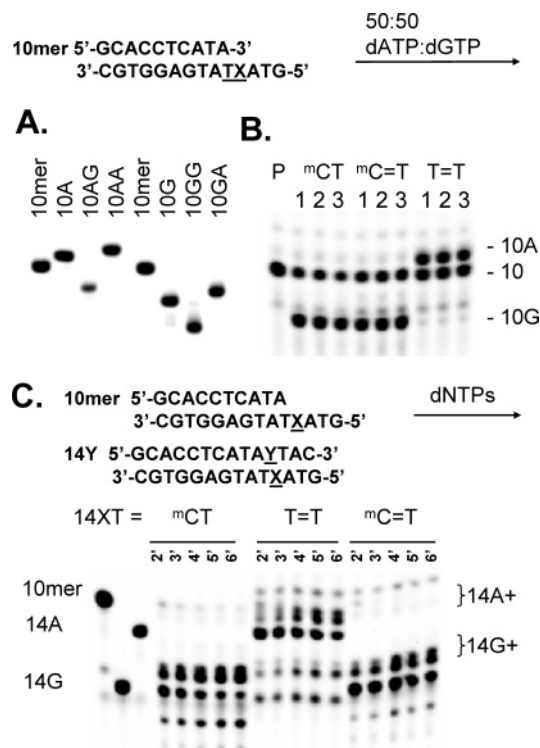 50:50
dATP:dGTP
10mer 5'-GCACCTCATA-3'
3'-CGTGGAGTATXATG-5'
A.
10mer 10A 10AG 10AA 10mer 10G 10GG 10GA
B.
P mCT mC=T T=T
1 2 3 1 2 3 1 2 3
- 10A
- 10
- 10G
C.
10mer 5'-GCACCTCATA
3'-CGTGGAGTATXATG-5'
dNTPs
14Y 5'-GCACCTCATAYTAC-3'
3'-CGTGGAGTATXATG-5'
14XT = mCT T=T mC=T
2' 3' 4' 5' 6' 2' 3' 4' 5' 6' 2' 3' 4' 5' 6'
10mer
}14A+
14A
}14G+
14G